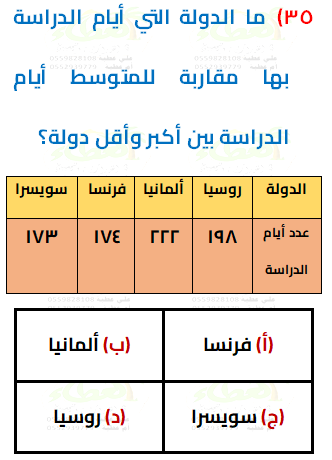 ٣٥) ما الدولة التي أيام الدراسة
بها مقاربة للمتوسط أيام
الدراسة بين أكبر وأقل دولة؟
الدولة روسيا ألمانيا فرنسا سويسرا
عدد أيام الدراسة ١٩٨ ٢٢٢ ١٧٤ ١٧٣
(أ) فرنسا (ب) ألمانيا
(ج) سويسرا (د) روسيا